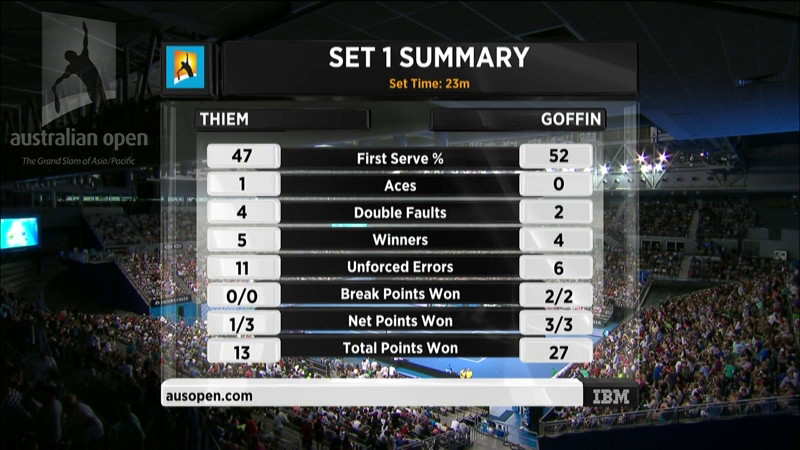 australian open
The Grand Slam of Asia/Pacific
SET 1 SUMMARY
Set Time: 23m
THIEM GOFFIN
47 First Serve % 52
1 Aces 0
4 Double Faults 2
5 Winners 4
11 Unforced Errors 6
0/0 Break Points Won 2/2
1/3 Net Points Won 3/3
13 Total Points Won 27
ausopen.com IBM